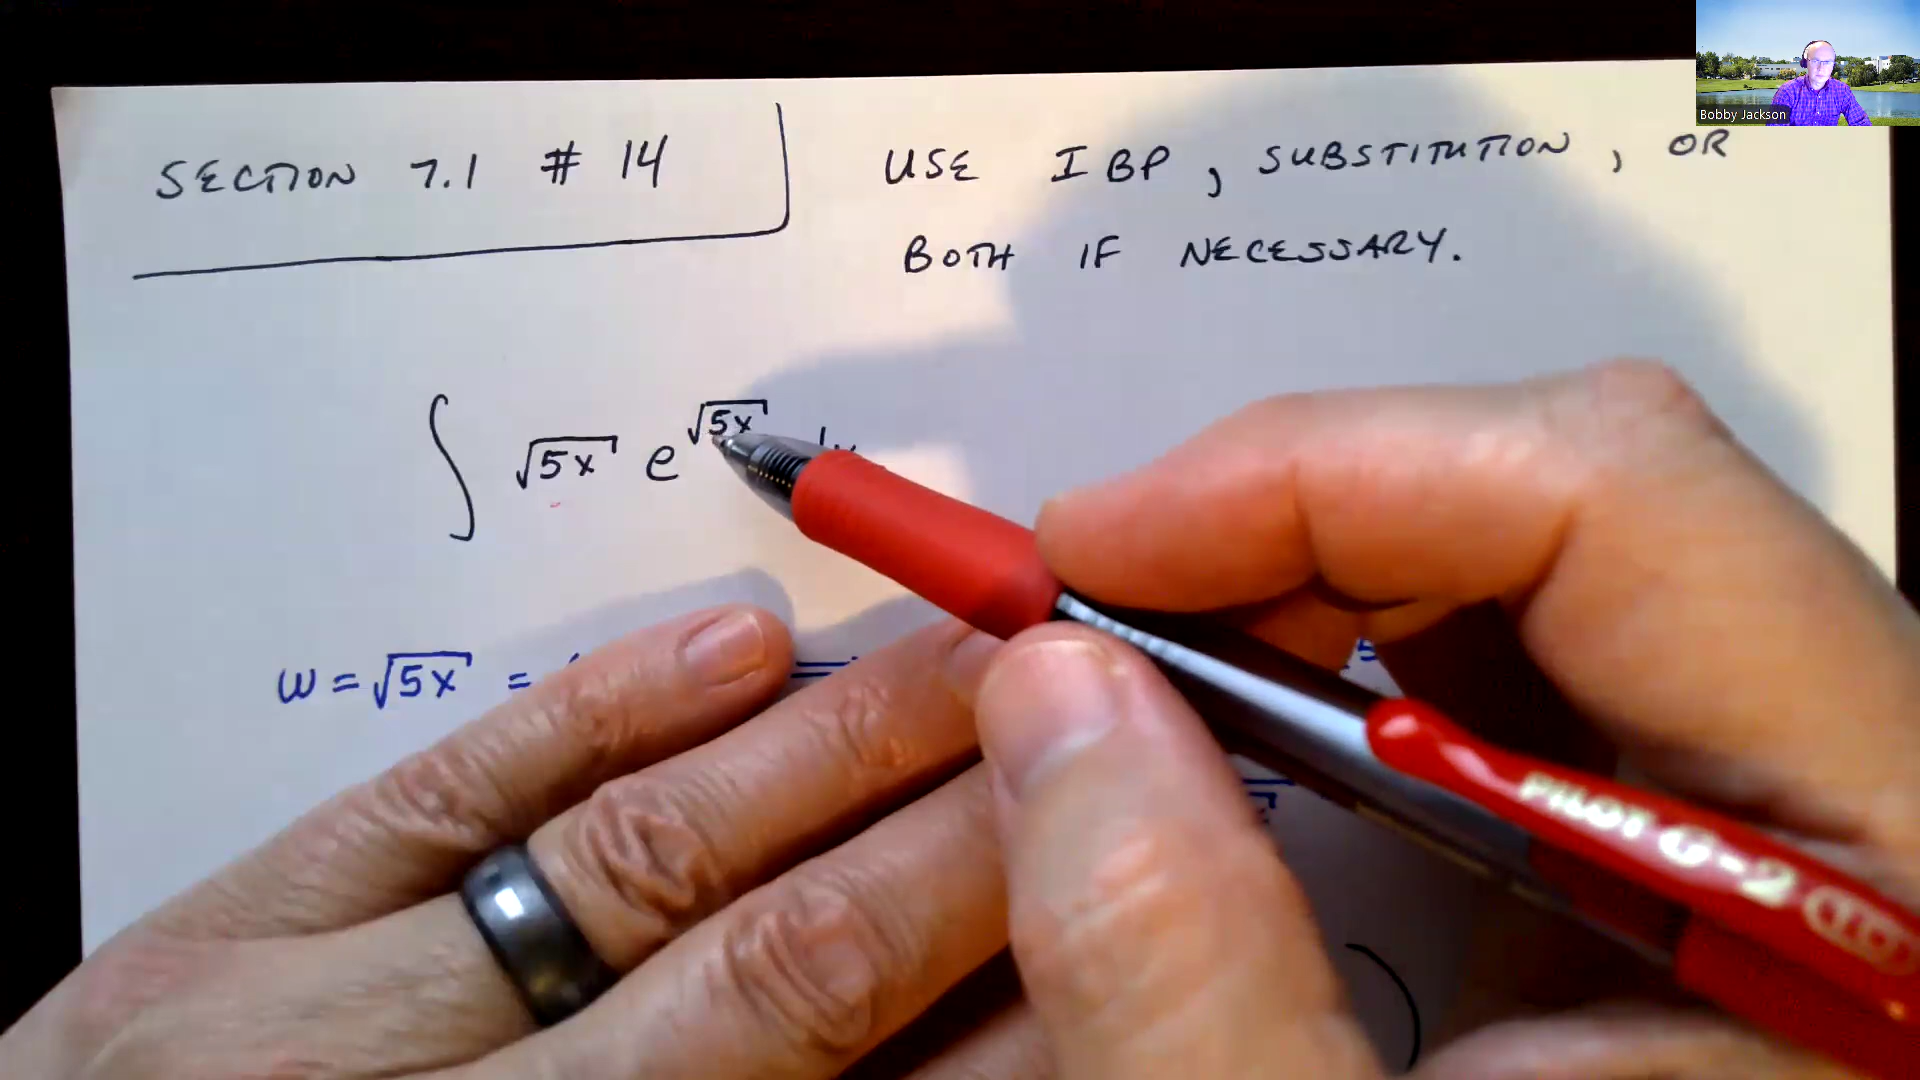 Bobby Jackson
SECTION 7.1 # 14
USE IBP, SUBSTITUTION, OR
BOTH IF NECESSARY.
∫ √5x e^√5x
w = √5x =
PILOT G-2